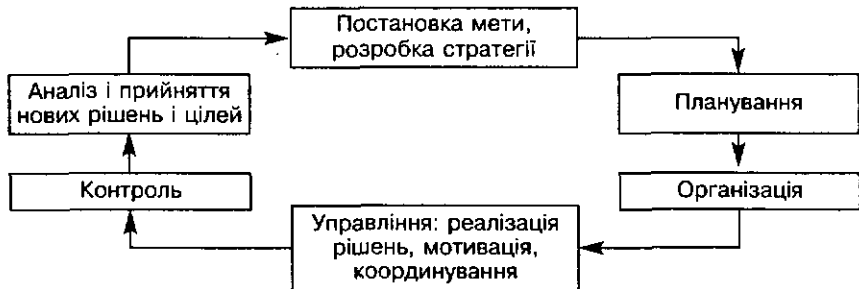 Постановка мети,
розробка стратегії
Аналіз і прийняття
нових рішень і цілей
Планування
Контроль
Організація
Управління: реалізація
рішень, мотивація,
координування